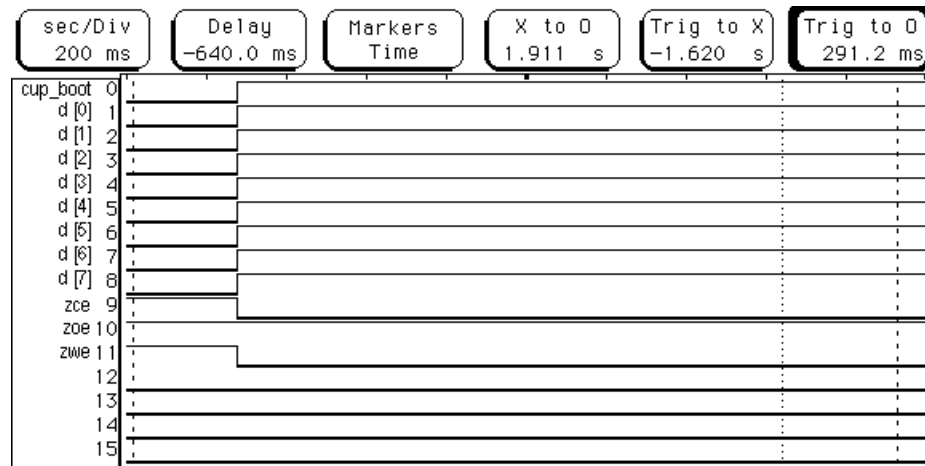 sec/Div Delay Markers X to O Trig to X Trig to O
200 ms -640.0 ms Time 1.911 s -1.620 s 291.2 ms
cup_boot 0
d [0] 1
d [1] 2
d [2] 3
d [3] 4
d [4] 5
d [5] 6
d [6] 7
d [7] 8
zce 9
zoe 10
zwe 11
12
13
14
15